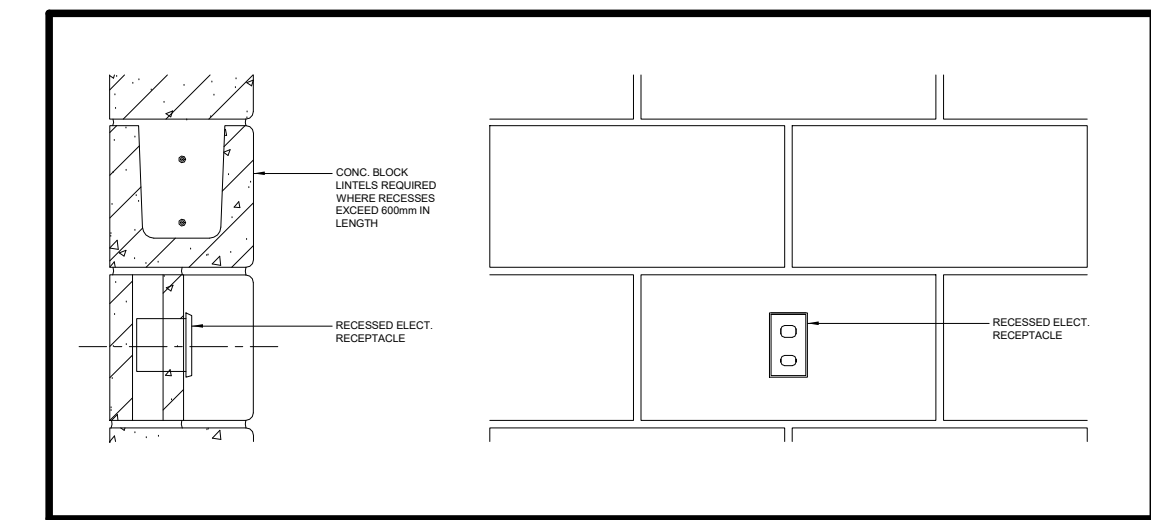 CONC. BLOCK
LINTELS REQUIRED
WHERE RECESSES
EXCEED 600mm IN
LENGTH
RECESSED ELECT.
RECEPTACLE
RECESSED ELECT.
RECEPTACLE